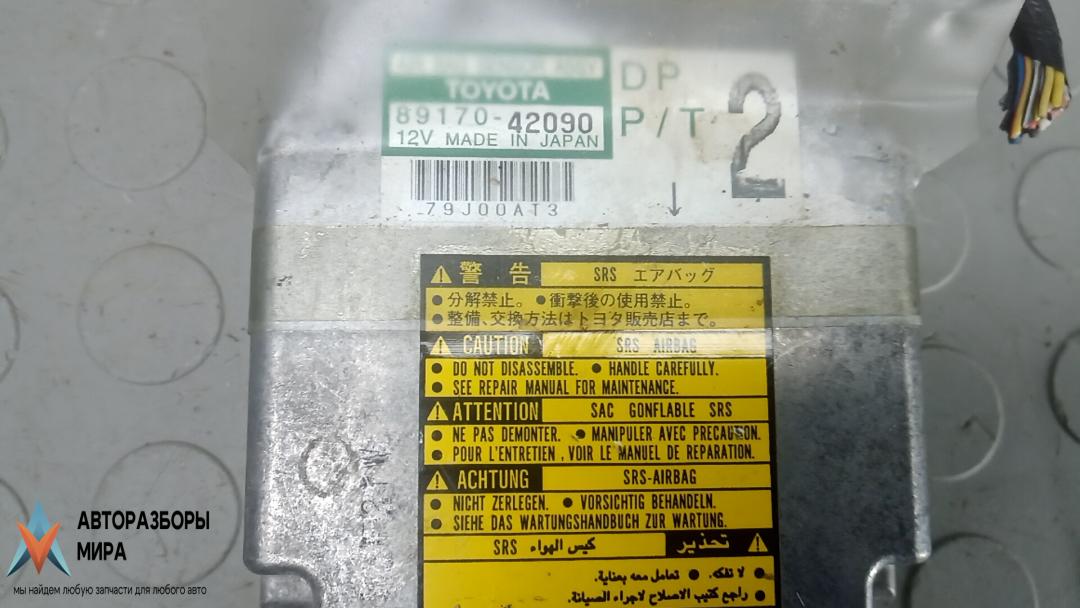 AIR BAG SENSOR ASSY
TOYOTA
89170-42090
12V MADE IN JAPAN
79J00AT3
DP
P/T 2
↓
⚠ 警告 SRS エアバッグ
● 分解禁止。 ● 衝撃後の使用禁止。
● 整備、交換方法はトヨタ販売店まで。
⚠ CAUTION SRS AIRBAG
● DO NOT DISASSEMBLE. ● HANDLE CAREFULLY.
● SEE REPAIR MANUAL FOR MAINTENANCE.
⚠ ATTENTION SAC GONFLABLE SRS
● NE PAS DEMONTER. ● MANIPULER AVEC PRECAUTION.
● POUR L'ENTRETIEN, VOIR LE MANUEL DE REPARATION.
⚠ ACHTUNG SRS-AIRBAG
● NICHT ZERLEGEN. ● VORSICHTIG BEHANDELN.
● SIEHE DAS WARTUNGSHANDBUCH ZUR WARTUNG.
⚠ تحذير كيس الهواء SRS
● لا تفكه. ● تعامل معه بعناية.
● راجع كتيب الاصلاح لاجراء الصيانة.
АВТОРАЗБОРЫ
МИРА
мы найдем любую запчасти для любого авто